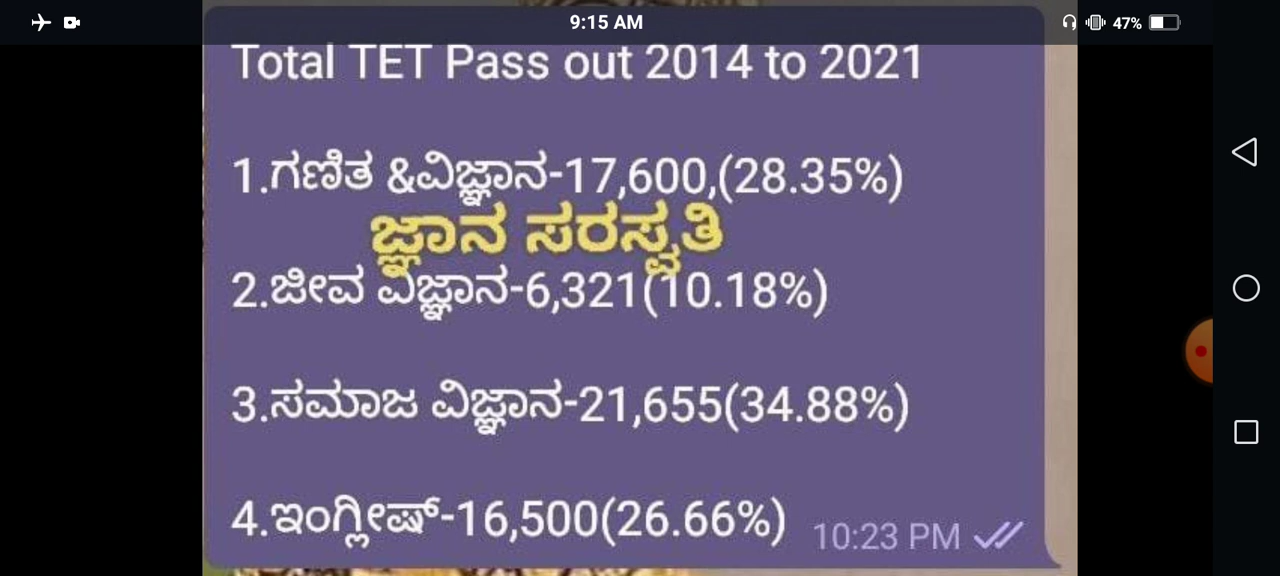 9:15 AM
47%
Total TET Pass out 2014 to 2021
1.ಗಣಿತ &ವಿಜ್ಞಾನ-17,600,(28.35%)
ಜ್ಞಾನ ಸರಸ್ವತಿ
2.ಜೀವ ವಿಜ್ಞಾನ-6,321(10.18%)
3.ಸಮಾಜ ವಿಜ್ಞಾನ-21,655(34.88%)
4.ಇಂಗ್ಲೀಷ್-16,500(26.66%)
10:23 PM